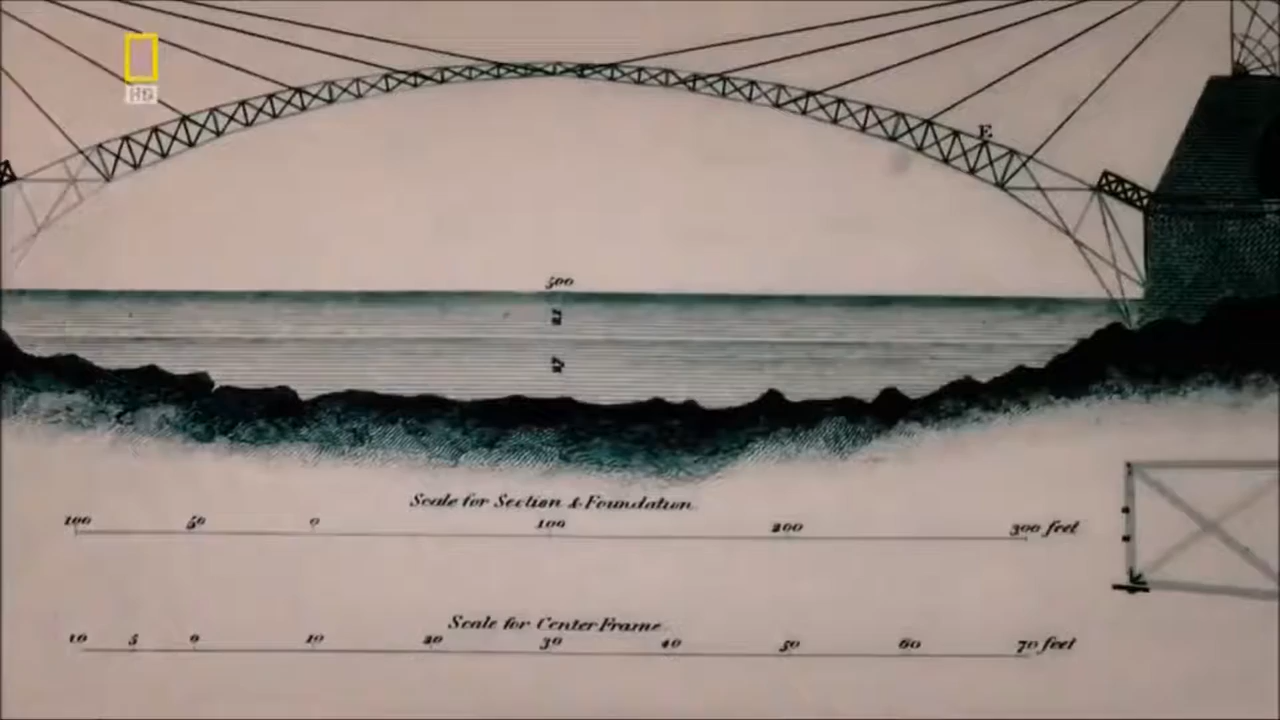 HD
E
500
Scale for Section & Foundation
100 50 0 100 200 300 feet
Scale for Center Frame
10 5 0 10 20 30 40 50 60 70 feet